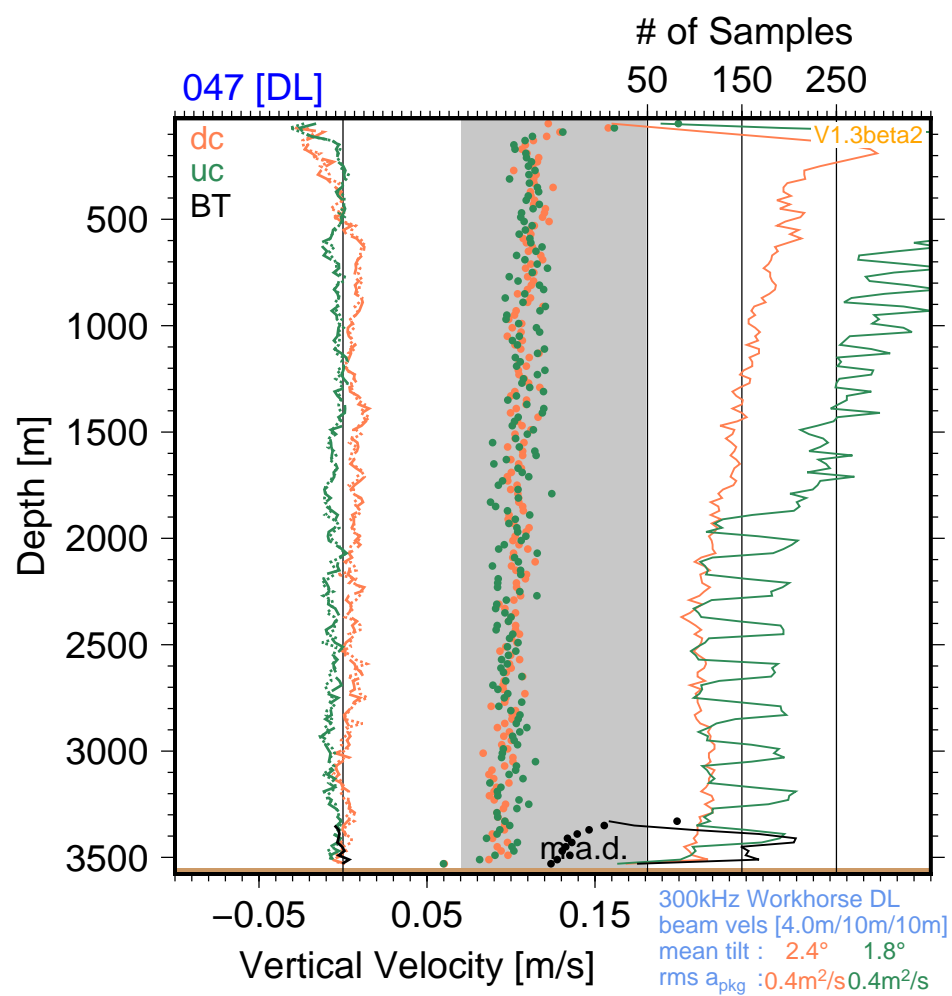 # of Samples
50 150 250
047 [DL]
dc
uc
BT
V1.3beta2
500
1000
1500
2000
2500
3000
3500
Depth [m]
m.a.d.
−0.05 0.05 0.15
Vertical Velocity [m/s]
300kHz Workhorse DL
beam vels [4.0m/10m/10m]
mean tilt : 2.4° 1.8°
rms a_pkg :0.4m²/s 0.4m²/s